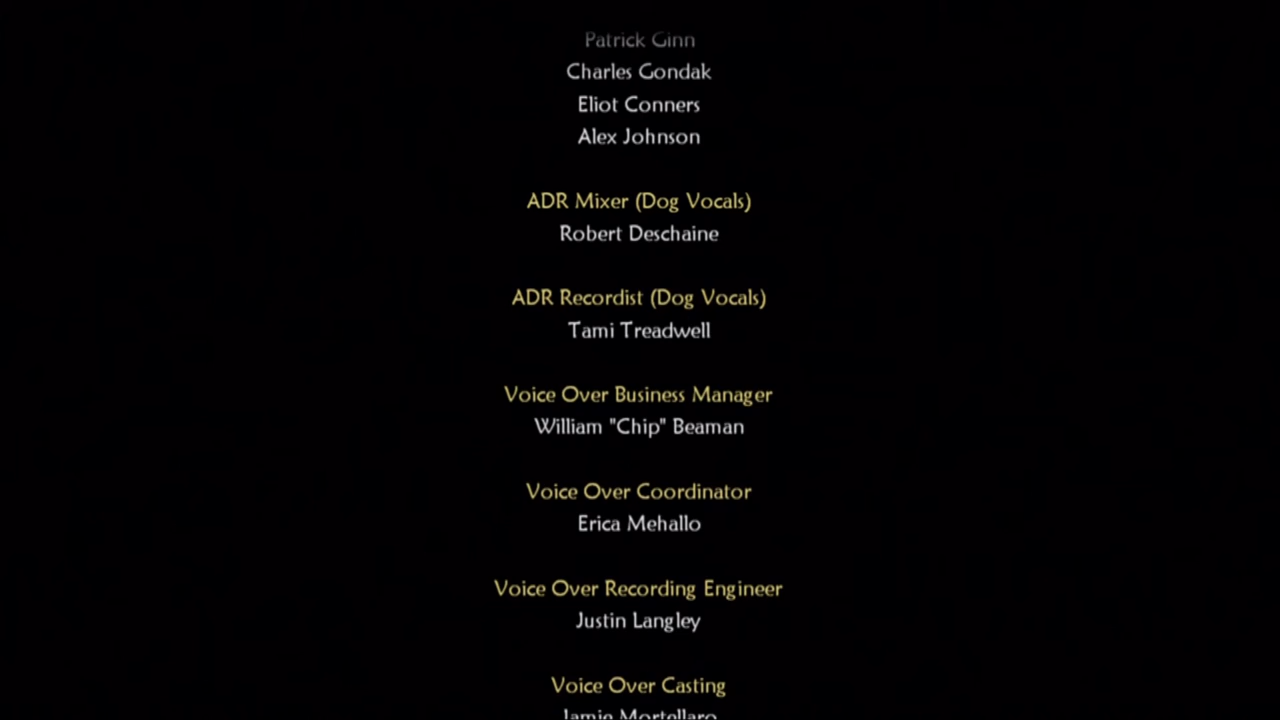 Patrick Ginn
Charles Gondak
Eliot Conners
Alex Johnson
ADR Mixer (Dog Vocals)
Robert Deschaine
ADR Recordist (Dog Vocals)
Tami Treadwell
Voice Over Business Manager
William "Chip" Beaman
Voice Over Coordinator
Erica Mehallo
Voice Over Recording Engineer
Justin Langley
Voice Over Casting
Jamie Mortellaro